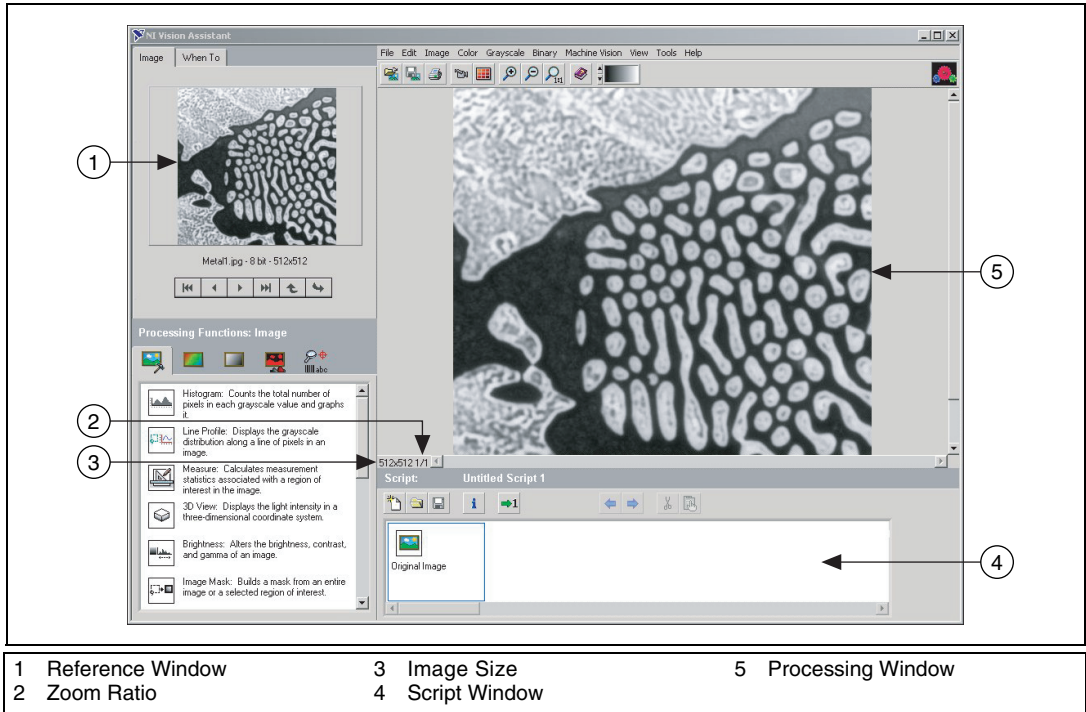 NI Vision Assistant
Image When To
File Edit Image Color Grayscale Binary Machine Vision View Tools Help
1:1
1
Metal1.jpg - 8 bit - 512x512
5
Processing Functions: Image
abc
Histogram: Counts the total number of
pixels in each grayscale value and graphs
it.
Line Profile: Displays the grayscale
distribution along a line of pixels in an
image.
Measure: Calculates measurement
statistics associated with a region of
interest in the image.
3D View: Displays the light intensity in a
three-dimensional coordinate system.
Brightness: Alters the brightness, contrast,
and gamma of an image.
Image Mask: Builds a mask from an entire
image or a selected region of interest.
2
3
512x512 1/1
Script: Untitled Script 1
i
1
Original Image
4
1 Reference Window
2 Zoom Ratio
3 Image Size
4 Script Window
5 Processing Window